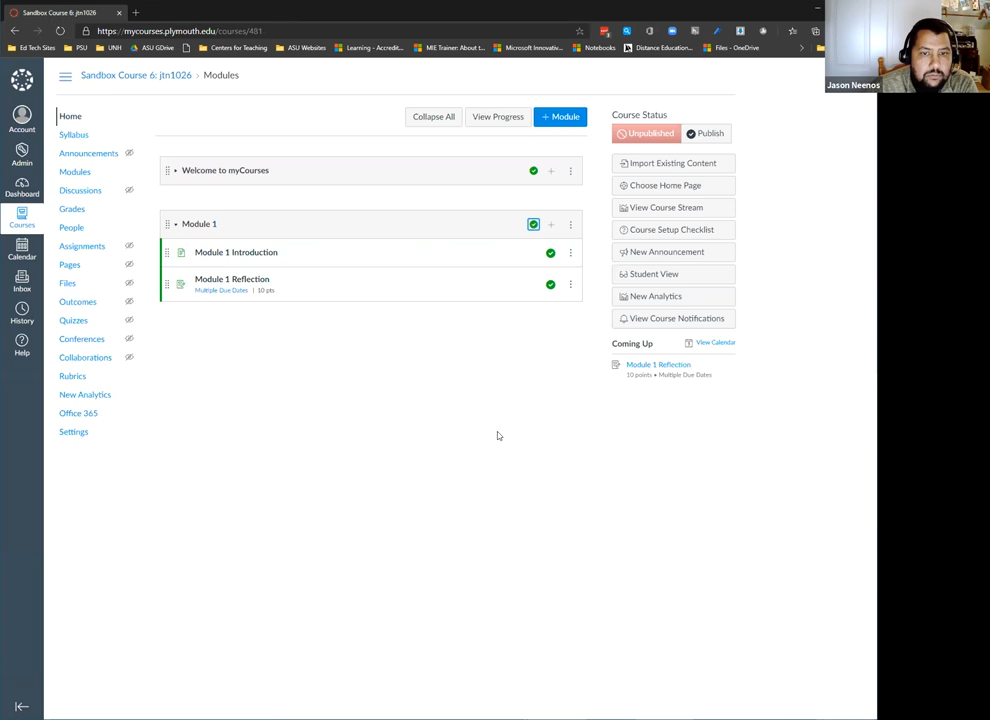 Sandbox Course 6: jtn1026
https://mycourses.plymouth.edu/courses/481
Ed Tech Sites
PSU
UNH
ASU GDrive
Centers for Teaching
ASU Websites
Learning - Accredit...
MIE Trainer: About t...
Microsoft Innovativ...
Notebooks
Distance Education...
Files - OneDrive
Jason Neenos
Account
Admin
Dashboard
Courses
Calendar
Inbox
History
Help
Sandbox Course 6: jtn1026 › Modules
Home
Syllabus
Announcements
Modules
Discussions
Grades
People
Assignments
Pages
Files
Outcomes
Quizzes
Conferences
Collaborations
Rubrics
New Analytics
Office 365
Settings
Collapse All
View Progress
+ Module
Welcome to myCourses
Module 1
Module 1 Introduction
Module 1 Reflection
Multiple Due Dates | 10 pts
Course Status
Unpublished
Publish
Import Existing Content
Choose Home Page
View Course Stream
Course Setup Checklist
New Announcement
Student View
New Analytics
View Course Notifications
Coming Up
View Calendar
Module 1 Reflection
10 points • Multiple Due Dates